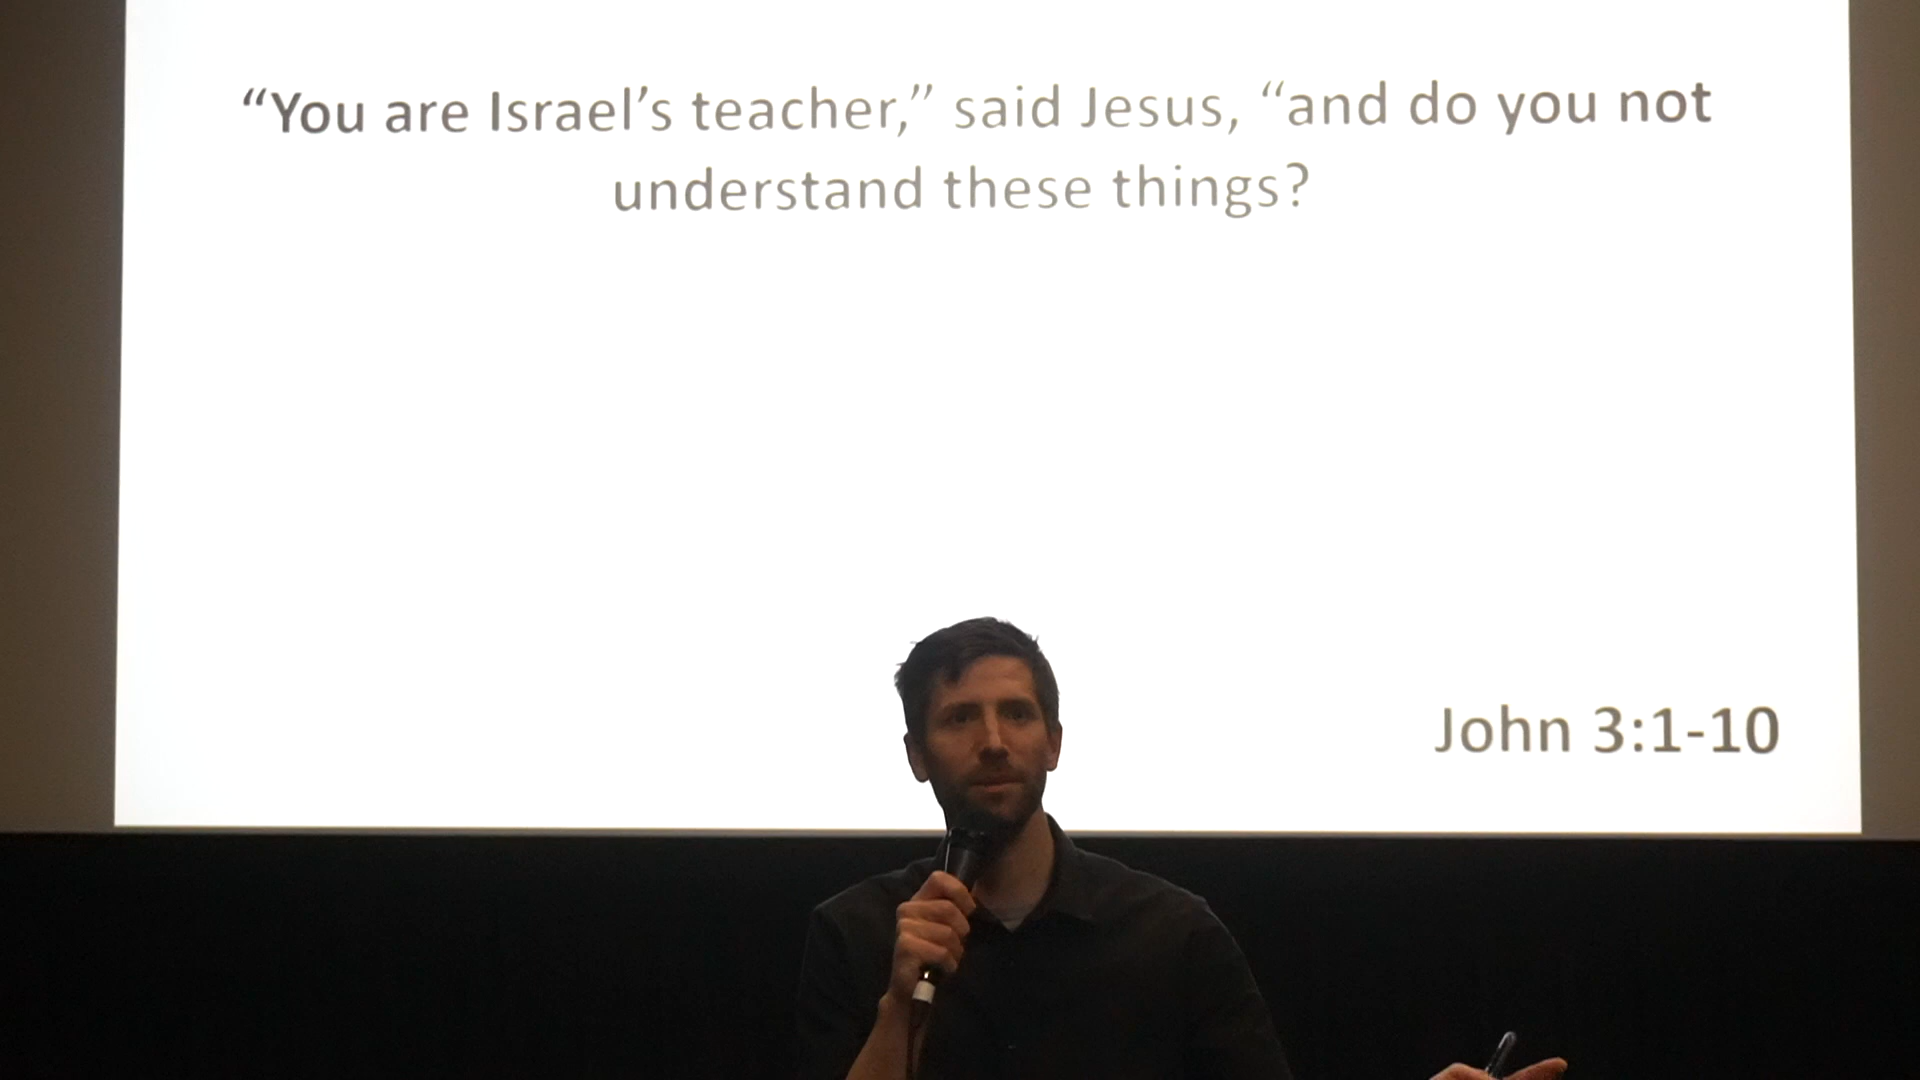 “You are Israel’s teacher,” said Jesus, “and do you not
understand these things?
John 3:1-10